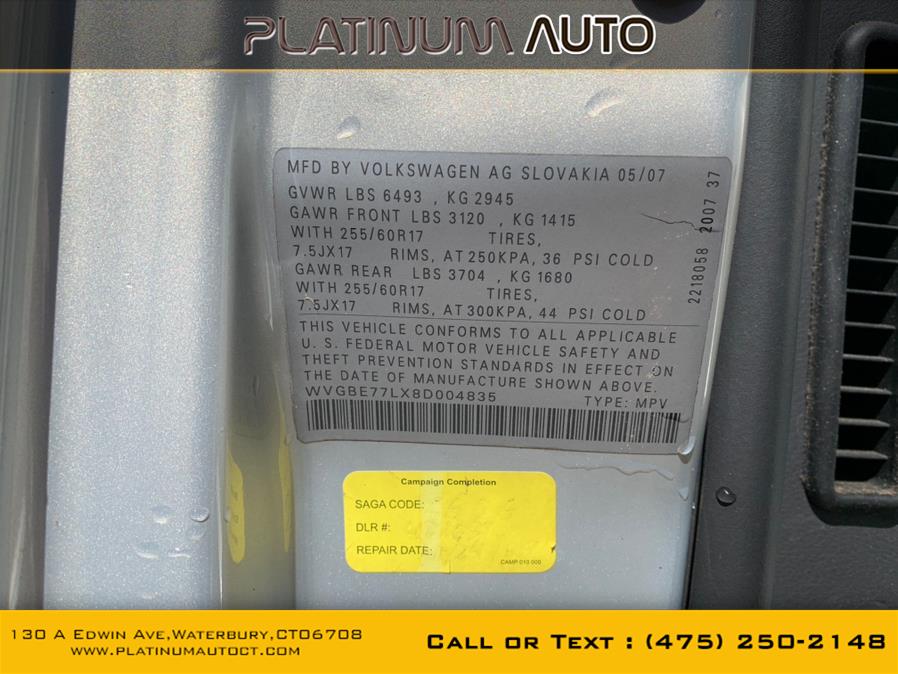 PLATINUM AUTO
MFD BY VOLKSWAGEN AG SLOVAKIA 05/07
GVWR LBS 6493 , KG 2945
GAWR FRONT LBS 3120 , KG 1415
WITH 255/60R17 TIRES,
7.5JX17 RIMS, AT 250KPA, 36 PSI COLD
GAWR REAR LBS 3704 , KG 1680
WITH 255/60R17 TIRES,
7.5JX17 RIMS, AT 300KPA, 44 PSI COLD
THIS VEHICLE CONFORMS TO ALL APPLICABLE
U. S. FEDERAL MOTOR VEHICLE SAFETY AND
THEFT PREVENTION STANDARDS IN EFFECT ON
THE DATE OF MANUFACTURE SHOWN ABOVE.
WVGBE77LX8D004835 TYPE: MPV
2218058 2007 37
Campaign Completion
SAGA CODE:
DLR #:
REPAIR DATE:
CAMP 010 000
130 A Edwin Ave,Waterbury,CT06708
www.platinumautoct.com
Call or Text : (475) 250-2148